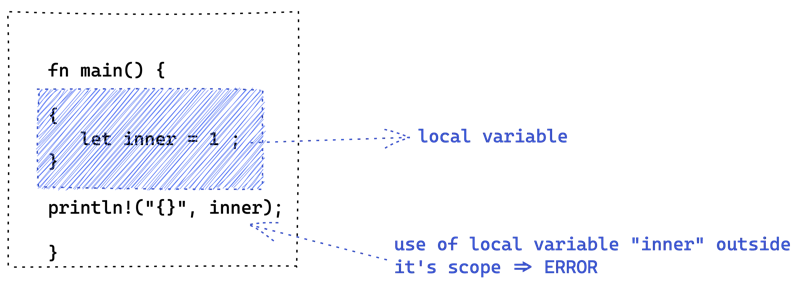 fn main() {
{
let inner = 1 ;
local variable
}
println!("{}", inner);
}
use of local variable "inner" outside
it's scope => ERROR